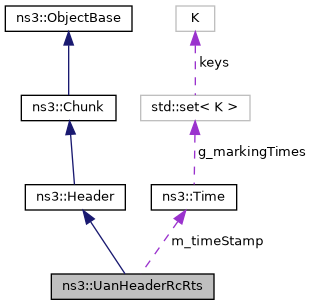 ns3::ObjectBase
K
keys
ns3::Chunk
std::set< K >
g_markingTimes
ns3::Header
ns3::Time
m_timeStamp
ns3::UanHeaderRcRts